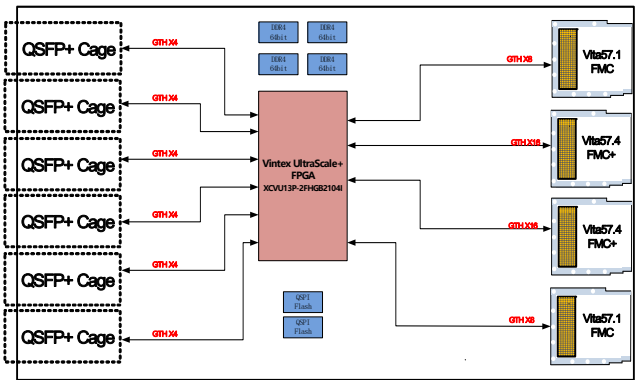 QSFP+ Cage
GTH X4
QSFP+ Cage
GTH X4
QSFP+ Cage
GTH X4
QSFP+ Cage
GTH X4
QSFP+ Cage
GTH X4
QSFP+ Cage
GTH X4
DDR4
64bit
DDR4
64bit
DDR4
64bit
DDR4
64bit
Vintex UltraScale+
FPGA
XCVU13P-2FHGB2104I
QSPI
Flash
QSPI
Flash
GTH X8
Vita57.1
FMC
GTH X16
Vita57.4
FMC+
GTH X16
Vita57.4
FMC+
GTH X8
Vita57.1
FMC